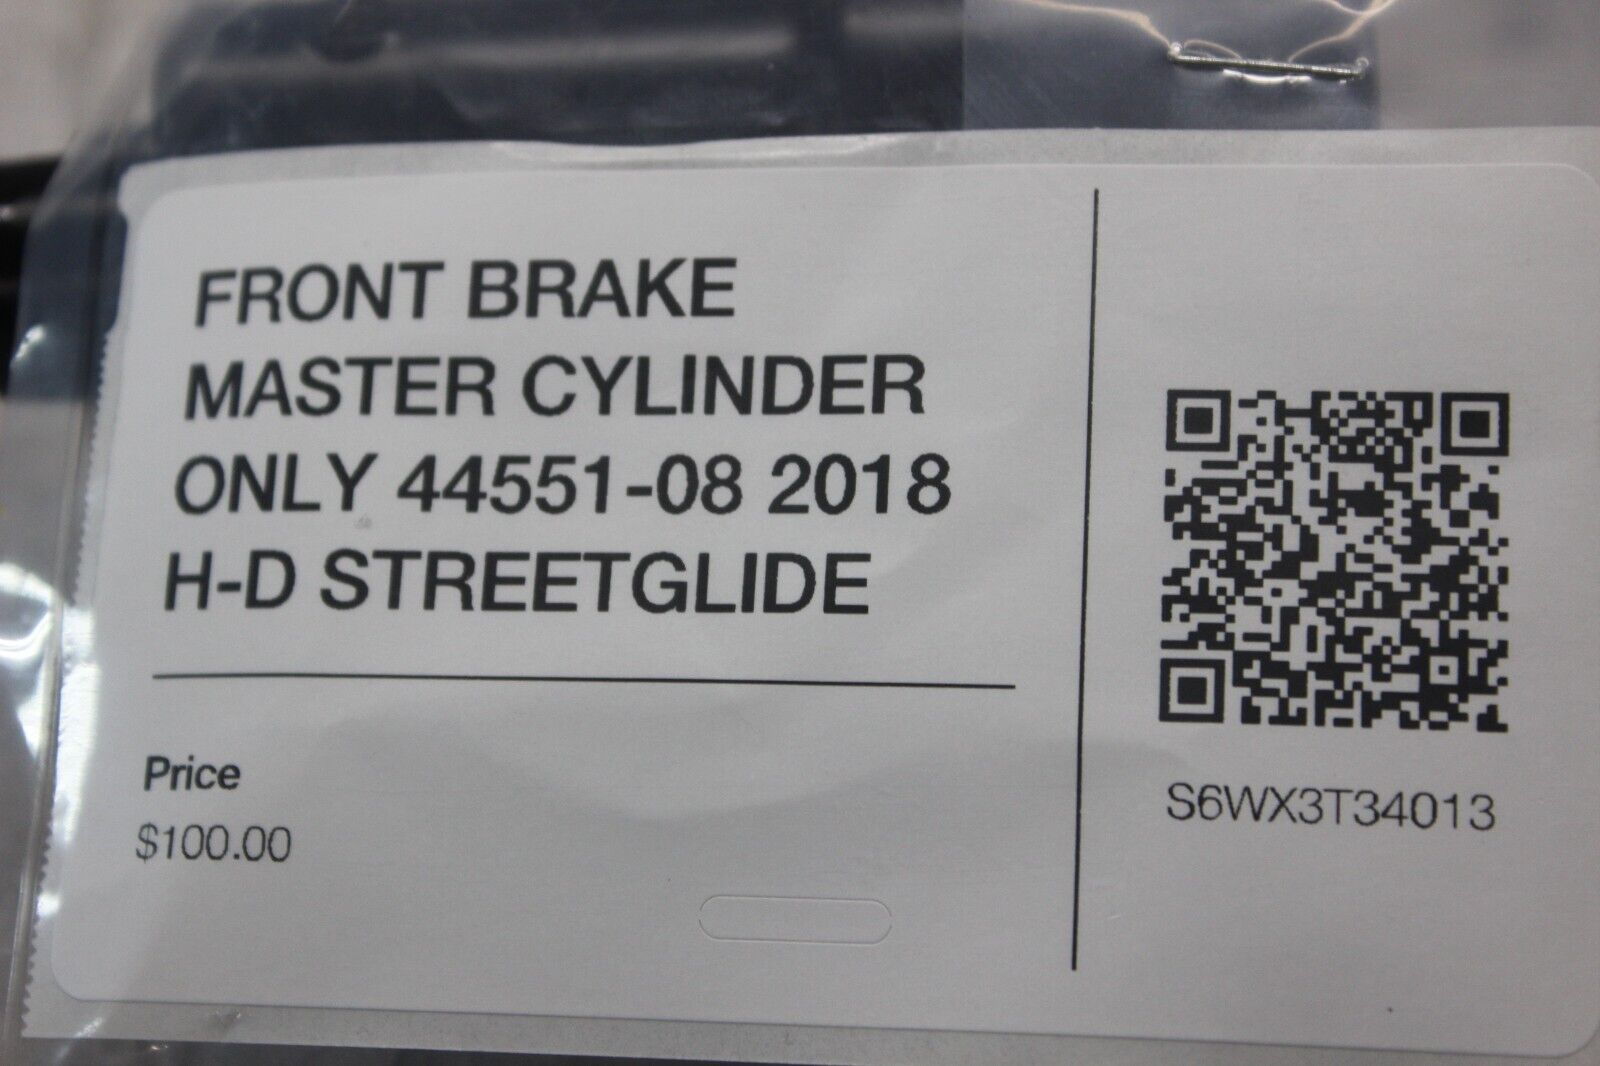 FRONT BRAKE
MASTER CYLINDER
ONLY 44551-08 2018
H-D STREETGLIDE
Price
$100.00
S6WX3T34013